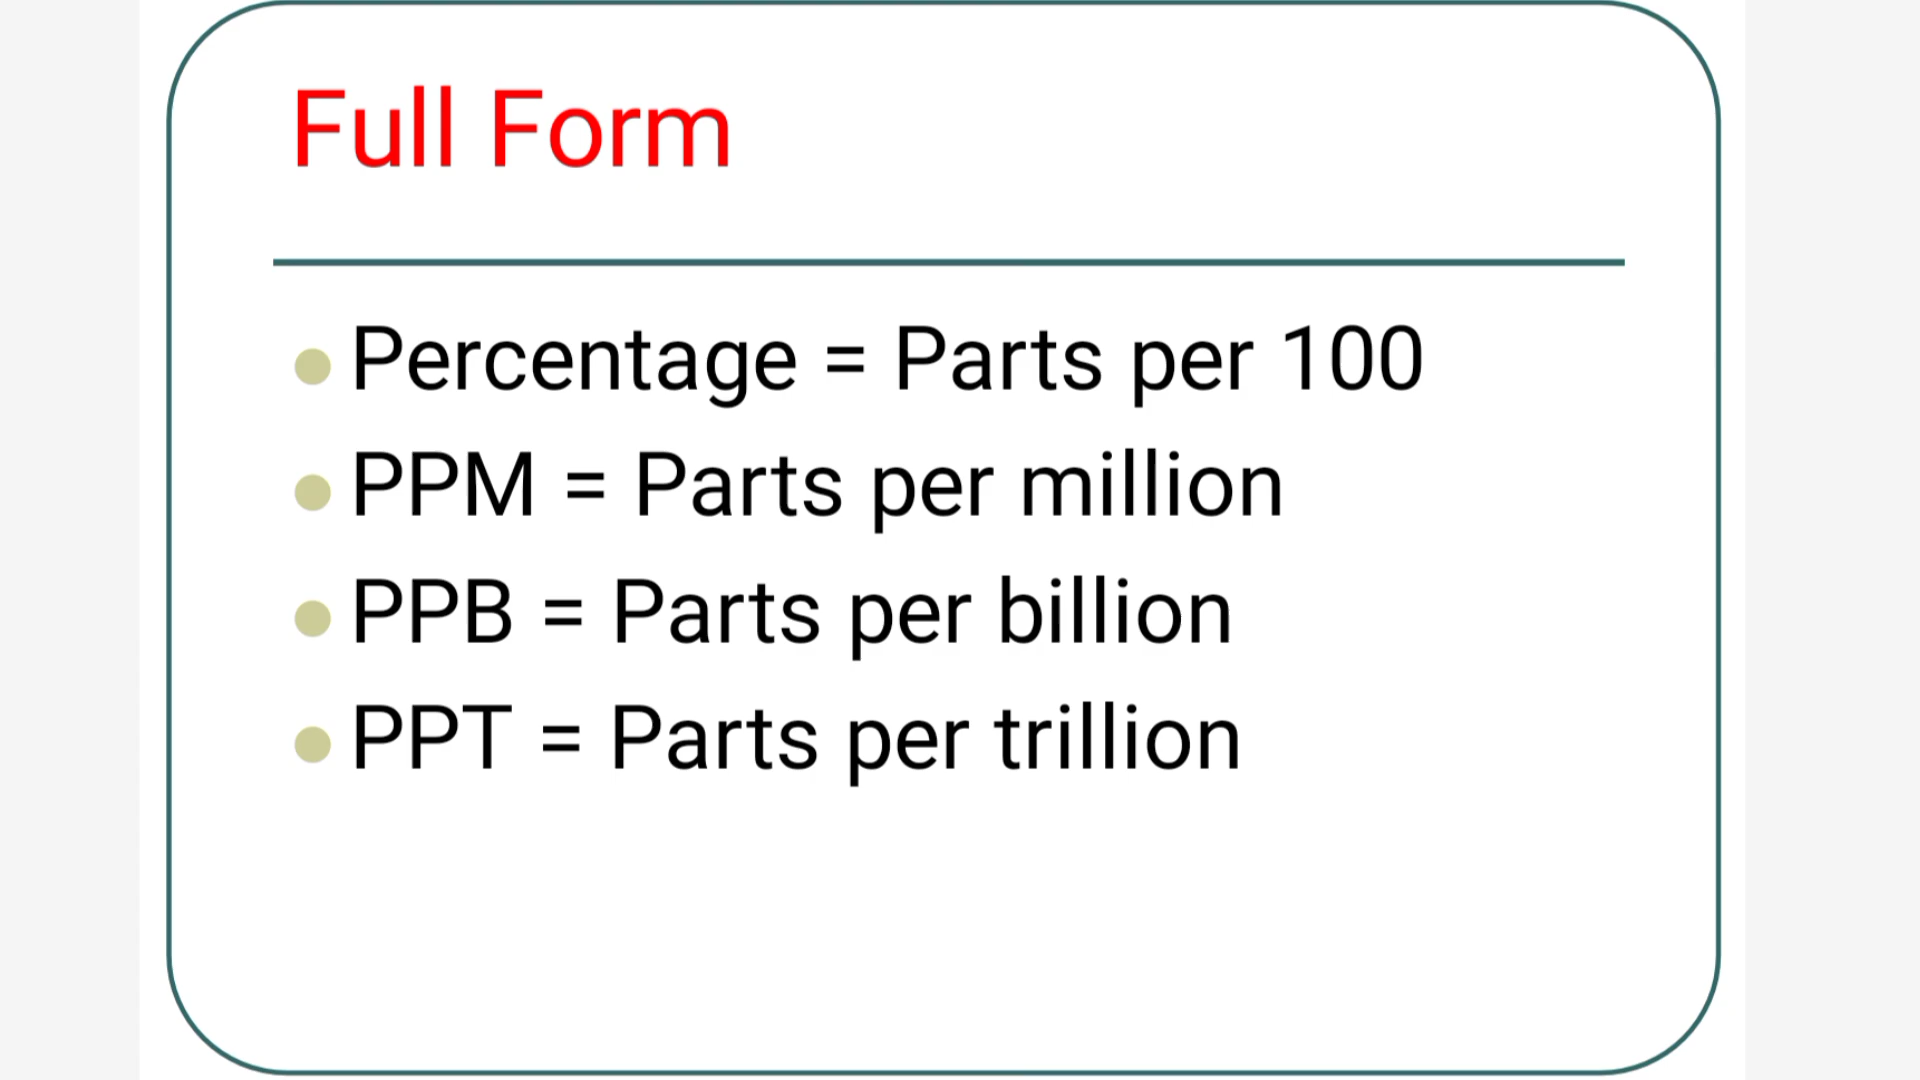 Full Form
Percentage = Parts per 100
PPM = Parts per million
PPB = Parts per billion
PPT = Parts per trillion